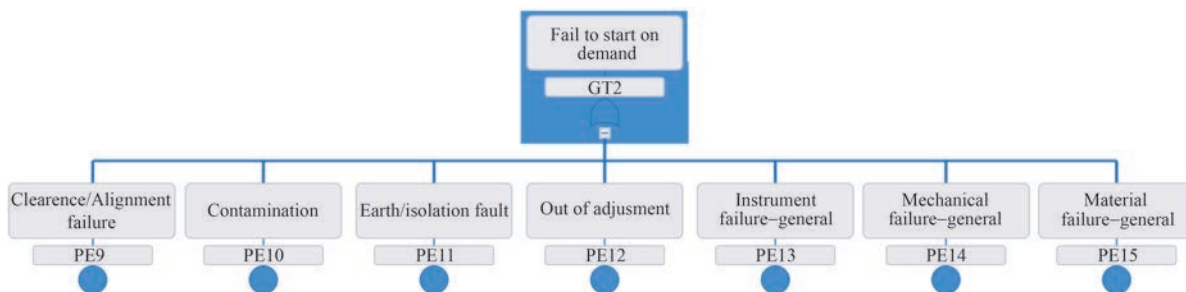 Fail to start on
demand
GT2
Clearence/Alignment
failure
Contamination
Earth/isolation fault
Out of adjusment
Instrument
failure–general
Mechanical
failure–general
Material
failure–general
PE9
PE10
PE11
PE12
PE13
PE14
PE15